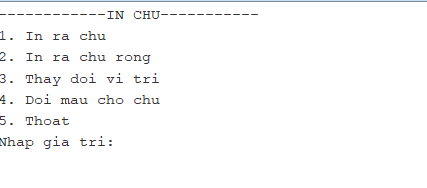 ------------IN CHU-----------
1. In ra chu
2. In ra chu rong
3. Thay doi vi tri
4. Doi mau cho chu
5. Thoat
Nhap gia tri: